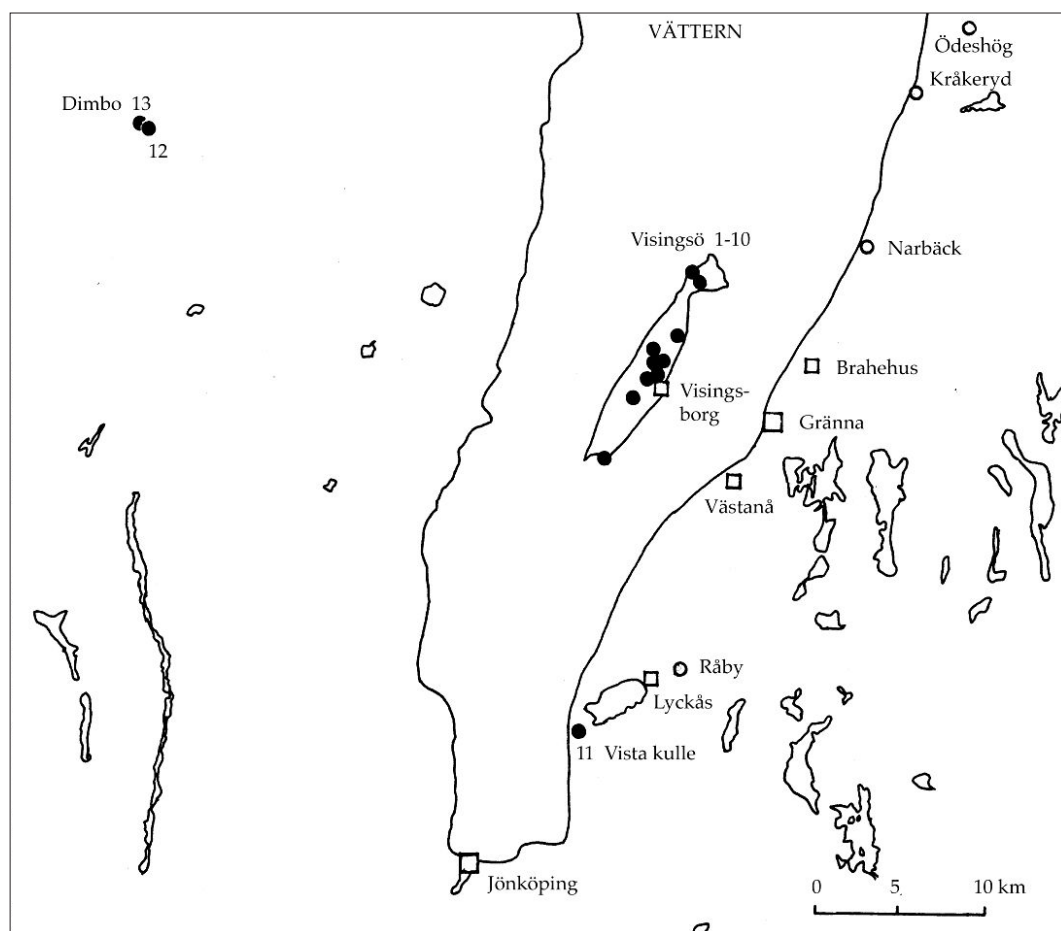 VÄTTERN
Ödeshög
Kråkeryd
Dimbo 13
12
Visingsö 1-10
Narbäck
Brahehus
Visings-
borg
Gränna
Västanå
Råby
Lyckås
11 Vista kulle
Jönköping
0 5 10 km